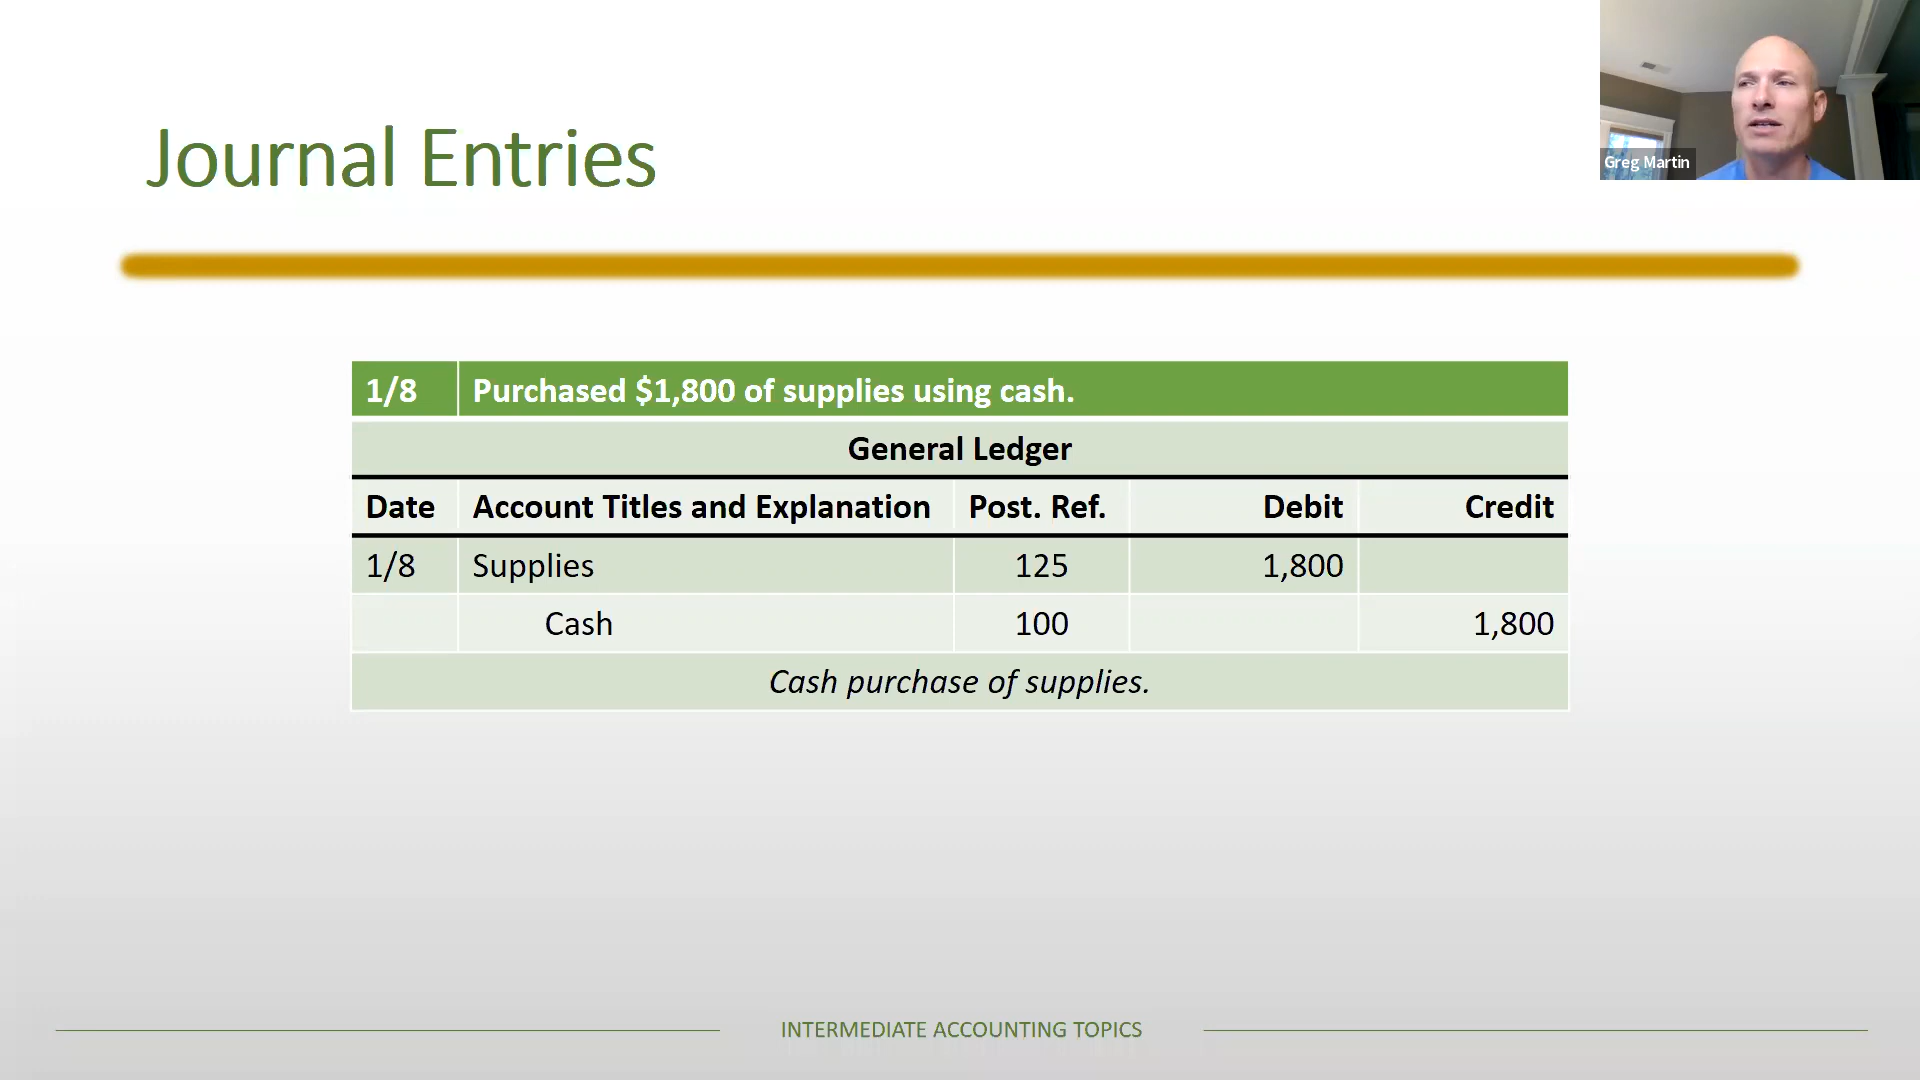 Greg Martin
Journal Entries
1/8 Purchased $1,800 of supplies using cash.
General Ledger
Date Account Titles and Explanation Post. Ref. Debit Credit
1/8 Supplies 125 1,800
Cash 100 1,800
Cash purchase of supplies.
INTERMEDIATE ACCOUNTING TOPICS